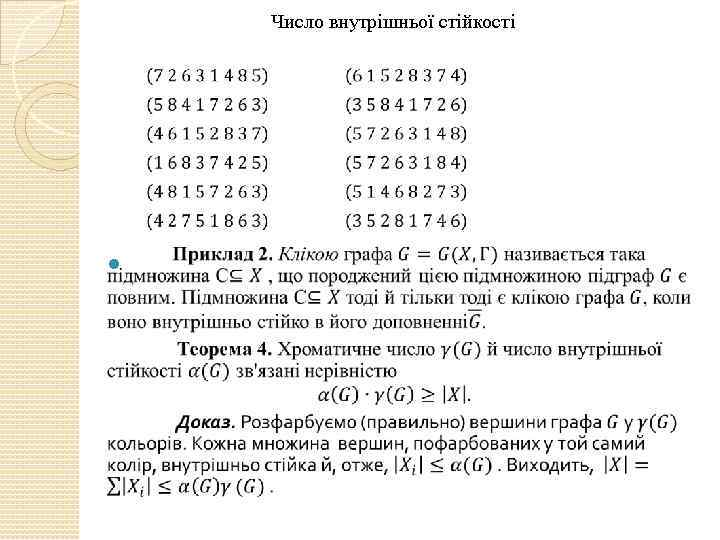 Число внутрішньої стійкості
(7 2 6 3 1 4 8 5) (6 1 5 2 8 3 7 4)
(5 8 4 1 7 2 6 3) (3 5 8 4 1 7 2 6)
(4 6 1 5 2 8 3 7) (5 7 2 6 3 1 4 8)
(1 6 8 3 7 4 2 5) (5 7 2 6 3 1 8 4)
(4 8 1 5 7 2 6 3) (5 1 4 6 8 2 7 3)
(4 2 7 5 1 8 6 3) (3 5 2 8 1 7 4 6)
Приклад 2. Клікою графа 𝐺 = 𝐺(𝑋, Г) називається така
підмножина С⊆ 𝑋 , що породжений цією підмножиною підграф 𝐺 є
повним. Підмножина С⊆ 𝑋 тоді й тільки тоді є клікою графа 𝐺, коли
воно внутрішньо стійко в його доповненні 𝐺̅.
Теорема 4. Хроматичне число 𝛾(𝐺) й число внутрішньої
стійкості 𝛼(𝐺) зв'язані нерівністю
𝛼(𝐺) ∙ 𝛾(𝐺) ≥ |𝑋|.
Доказ. Розфарбуємо (правильно) вершини графа 𝐺 у 𝛾(𝐺)
кольорів. Кожна множина вершин, пофарбованих у той самий
колір, внутрішньо стійка й, отже, |𝑋𝑖| ≤ 𝛼(𝐺) . Виходить, |𝑋| =
∑|𝑋𝑖| ≤ 𝛼(𝐺)𝛾 (𝐺) .